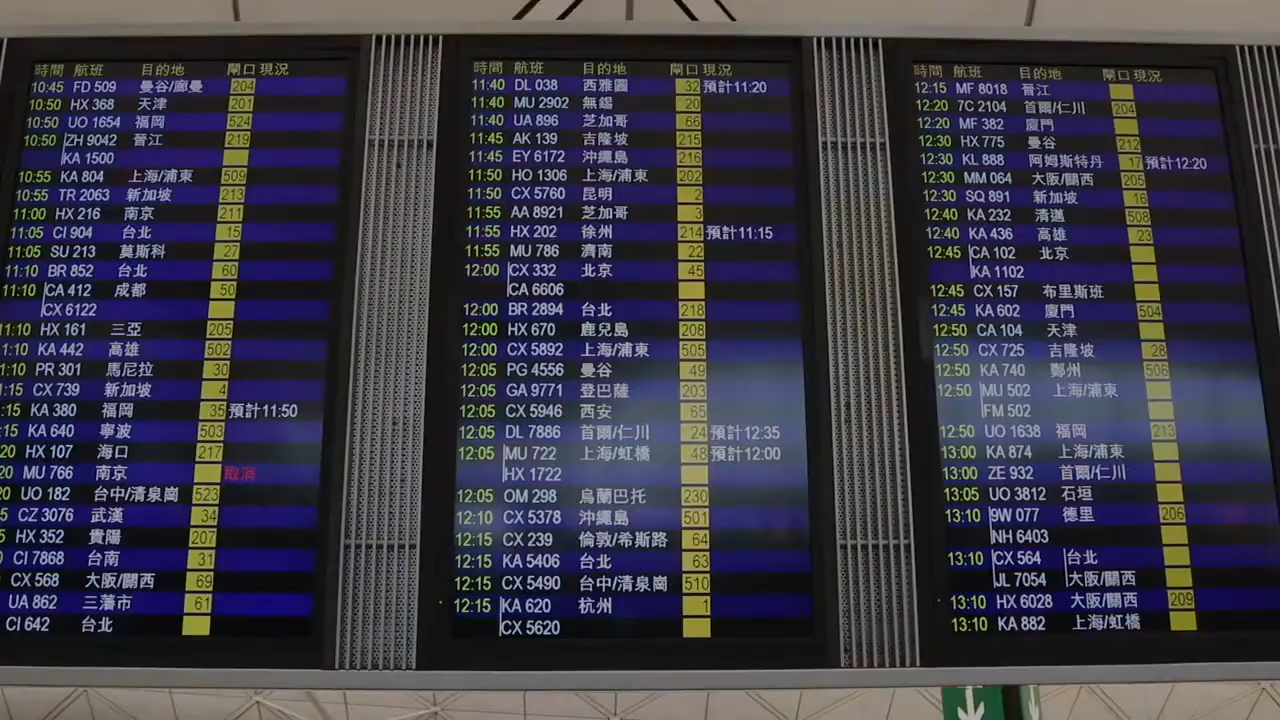 時間 航班 目的地 閘口 現況
10:45 FD 509 曼谷/廊曼 204
10:50 HX 368 天津 201
10:50 UO 1654 福岡 524
10:50 ZH 9042 晉江 219
KA 1500
10:55 KA 804 上海/浦東 509
10:55 TR 2063 新加坡 213
11:00 HX 216 南京 211
11:05 CI 904 台北 15
11:05 SU 213 莫斯科 27
11:10 BR 852 台北 60
11:10 CA 412 成都 50
CX 6122
11:10 HX 161 三亞 205
1:10 KA 442 高雄 502
1:10 PR 301 馬尼拉 30
:15 CX 739 新加坡 4
:15 KA 380 福岡 35 預計11:50
:15 KA 640 寧波 503
20 HX 107 海口 217
20 MU 766 南京 取消
20 UO 182 台中/清泉崗 523
5 CZ 3076 武漢 34
5 HX 352 貴陽 207
CI 7868 台南 31
CX 568 大阪/關西 69
UA 862 三藩市 61
CI 642 台北
時間 航班 目的地 閘口 現況
11:40 DL 038 西雅圖 32 預計11:20
11:40 MU 2902 無錫 20
11:40 UA 896 芝加哥 66
11:45 AK 139 吉隆坡 215
11:45 EY 6172 沖繩島 216
11:50 HO 1306 上海/浦東 202
11:50 CX 5760 昆明 2
11:55 AA 8921 芝加哥 3
11:55 HX 202 徐州 214 預計11:15
11:55 MU 786 濟南 22
12:00 CX 332 北京 45
CA 6606
12:00 BR 2894 台北 218
12:00 HX 670 鹿兒島 208
12:00 CX 5892 上海/浦東 505
12:05 PG 4556 曼谷 49
12:05 GA 9771 登巴薩 203
12:05 CX 5946 西安 65
12:05 DL 7886 首爾/仁川 24 預計12:35
12:05 MU 722 上海/虹橋 48 預計12:00
HX 1722
12:05 OM 298 烏蘭巴托 230
12:10 CX 5378 沖繩島 501
12:15 CX 239 倫敦/希斯路 64
12:15 KA 5406 台北 63
12:15 CX 5490 台中/清泉崗 510
12:15 KA 620 杭州 1
CX 5620
時間 航班 目的地 閘口 現況
12:15 MF 8018 晉江
12:20 7C 2104 首爾/仁川 204
12:20 MF 382 廈門
12:30 HX 775 曼谷 212
12:30 KL 888 阿姆斯特丹 17 預計12:20
12:30 MM 064 大阪/關西 205
12:30 SQ 891 新加坡 16
12:40 KA 232 清邁 508
12:40 KA 436 高雄 23
12:45 CA 102 北京
KA 1102
12:45 CX 157 布里斯班
12:45 KA 602 廈門 504
12:50 CA 104 天津
12:50 CX 725 吉隆坡 28
12:50 KA 740 鄭州 506
12:50 MU 502 上海/浦東
FM 502
12:50 UO 1638 福岡 213
13:00 KA 874 上海/浦東
13:00 ZE 932 首爾/仁川
13:05 UO 3812 石垣
13:10 9W 077 德里 206
NH 6403
13:10 CX 564 台北
JL 7054 大阪/關西
13:10 HX 6028 大阪/關西 209
13:10 KA 882 上海/虹橋